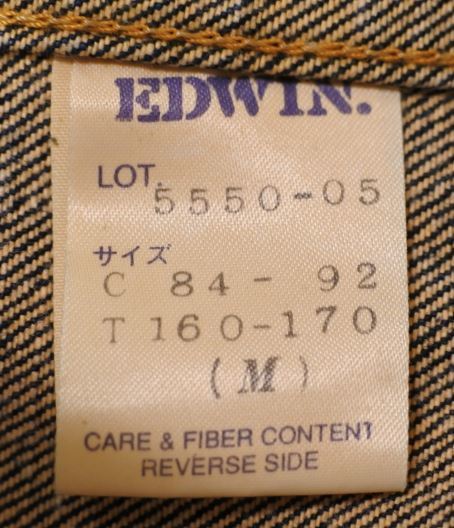 EDWIN.
LOT. 5550-05
サイズ
C 84 - 92
T 160-170
(M)
CARE & FIBER CONTENT
REVERSE SIDE